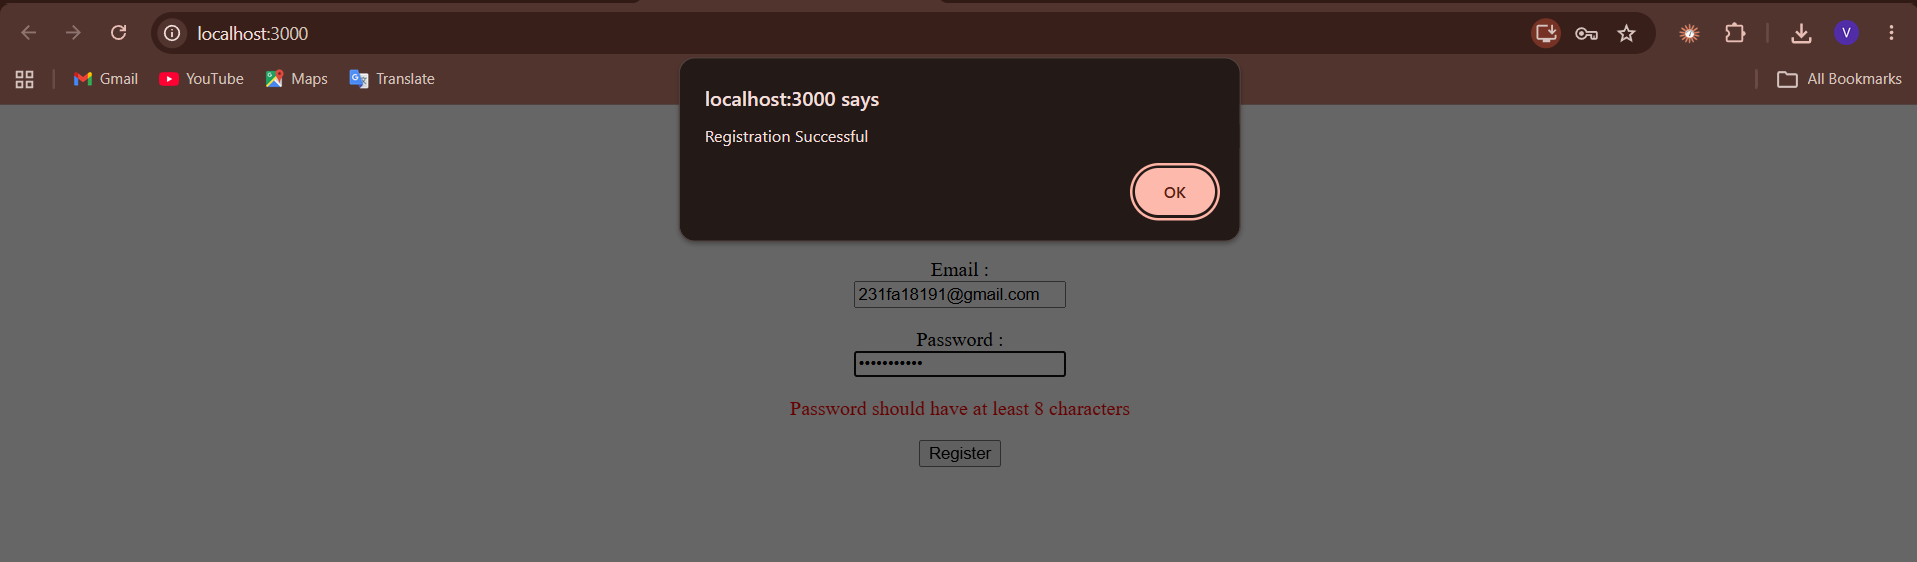 localhost:3000
Gmail
YouTube
Maps
Translate
All Bookmarks
V
localhost:3000 says
Registration Successful
OK
Email :
231fa18191@gmail.com
Password :
•••••••••••
Password should have at least 8 characters
Register